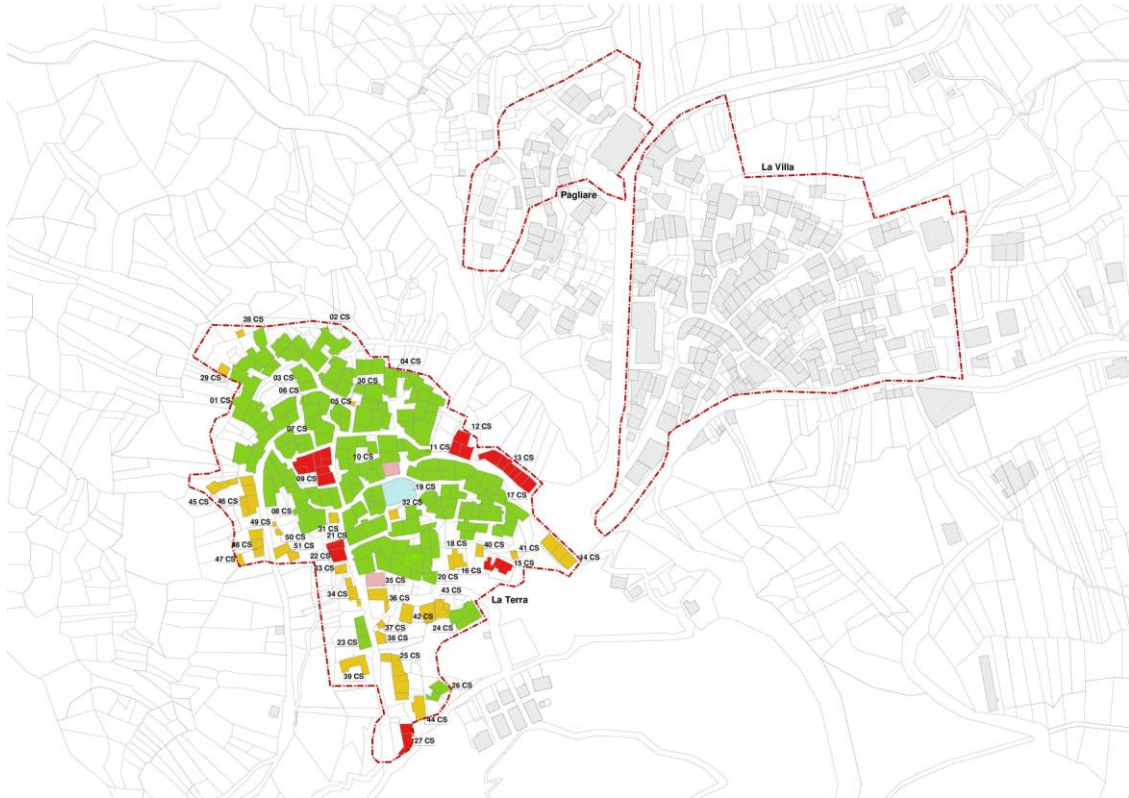 La Villa
Pagliare
28 CS
02 CS
04 CS
29 CS
03 CS
30 CS
06 CS
01 CS
05 CS
12 CS
07 CS
11 CS
10 CS
13 CS
09 CS
19 CS
17 CS
45 CS
46 CS
32 CS
08 CS
49 CS
31 CS
50 CS
21 CS
48 CS
51 CS
18 CS
40 CS
41 CS
47 CS
22 CS
14 CS
33 CS
16 CS
15 CS
35 CS
20 CS
34 CS
36 CS
43 CS
La Terra
42 CS
37 CS
24 CS
38 CS
23 CS
25 CS
39 CS
26 CS
44 CS
27 CS